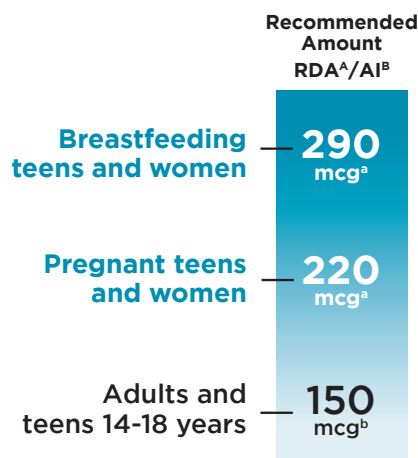 Recommended
Amount
RDAᴬ/AIᴮ
Breastfeeding
teens and women
290
mcgᵃ
Pregnant teens
and women
220
mcgᵃ
Adults and
teens 14-18 years
150
mcgᵇ